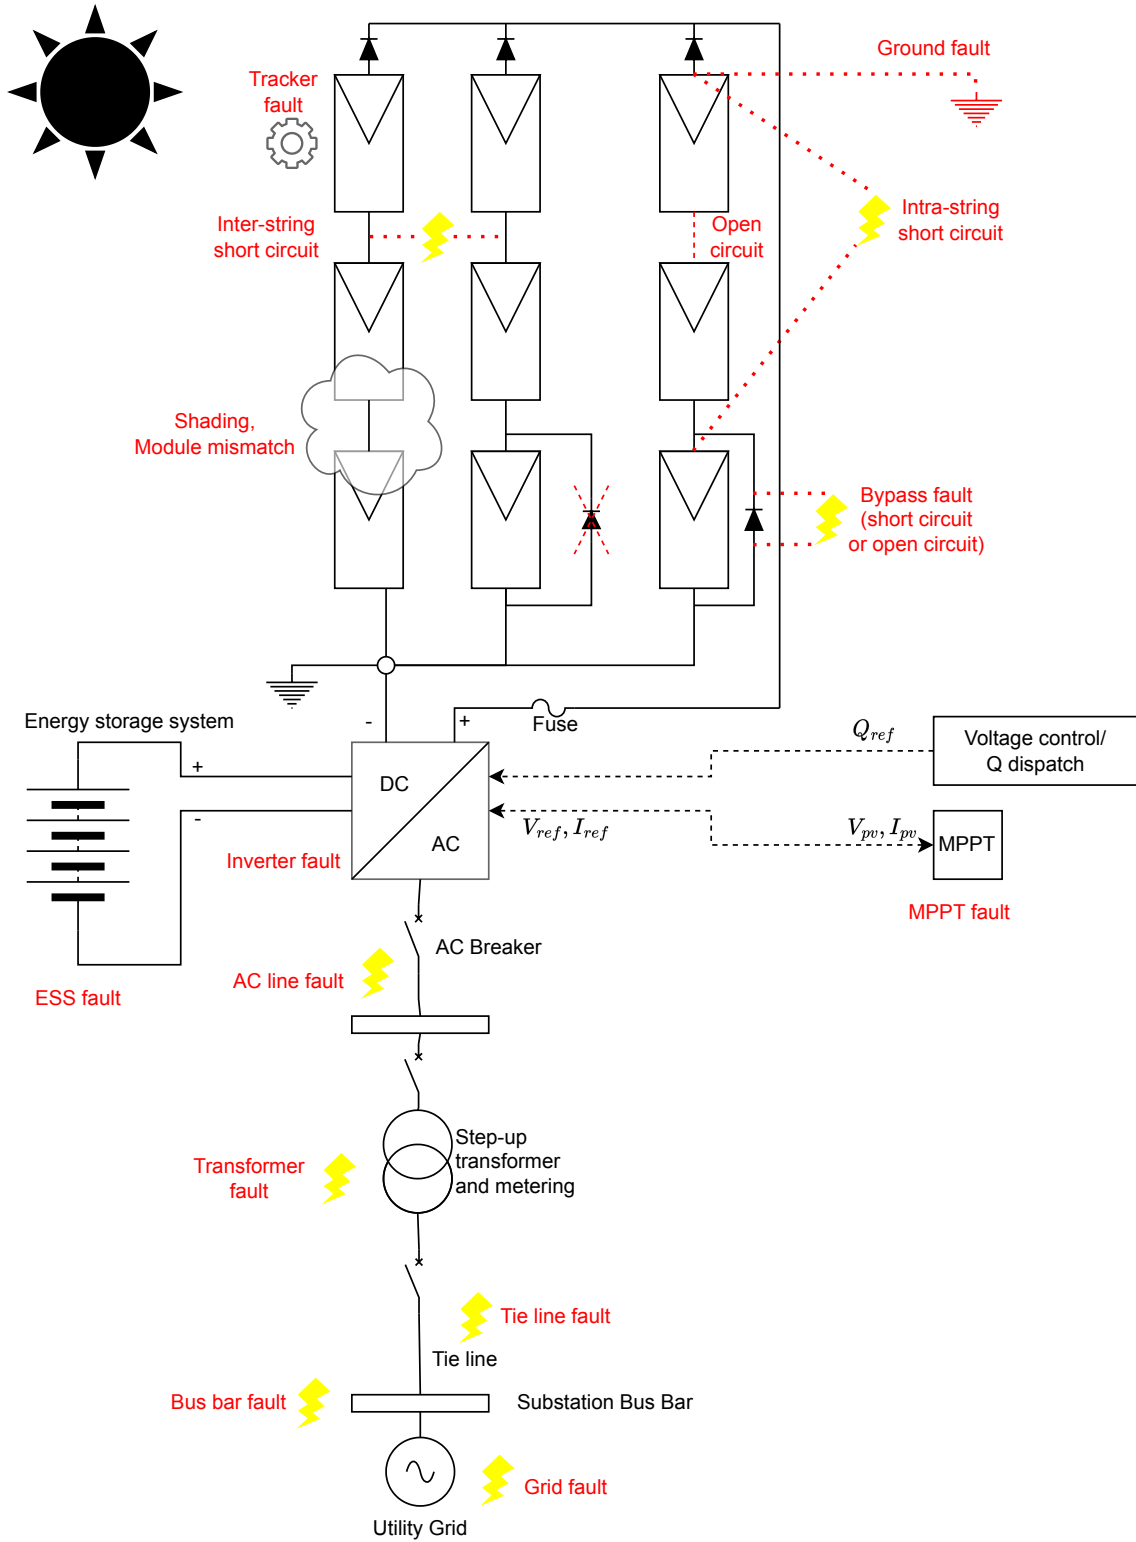 Ground fault
Tracker
fault
Inter-string
short circuit
Open
circuit
Intra-string
short circuit
Shading,
Module mismatch
Bypass fault
(short circuit
or open circuit)
Energy storage system
-
+
Fuse
Q_ref
Voltage control/
Q dispatch
+
DC
-
AC
V_ref, I_ref
V_pv, I_pv
MPPT
Inverter fault
MPPT fault
AC Breaker
AC line fault
ESS fault
Step-up
transformer
and metering
Transformer
fault
Tie line fault
Tie line
Bus bar fault
Substation Bus Bar
Grid fault
Utility Grid